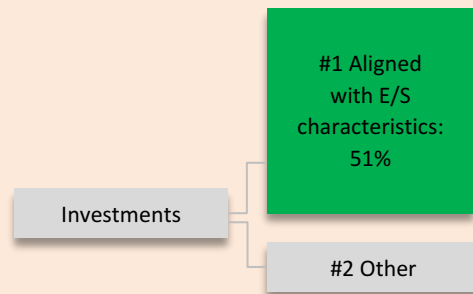 #1 Aligned
with E/S
characteristics:
51%
Investments
#2 Other